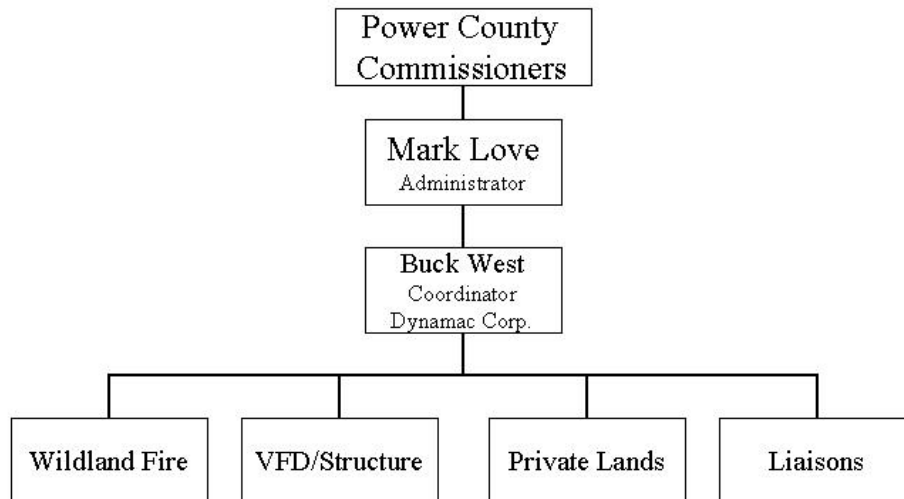 Power County
Commissioners
Mark Love
Administrator
Buck West
Coordinator
Dynamac Corp.
Wildland Fire
VFD/Structure
Private Lands
Liaisons